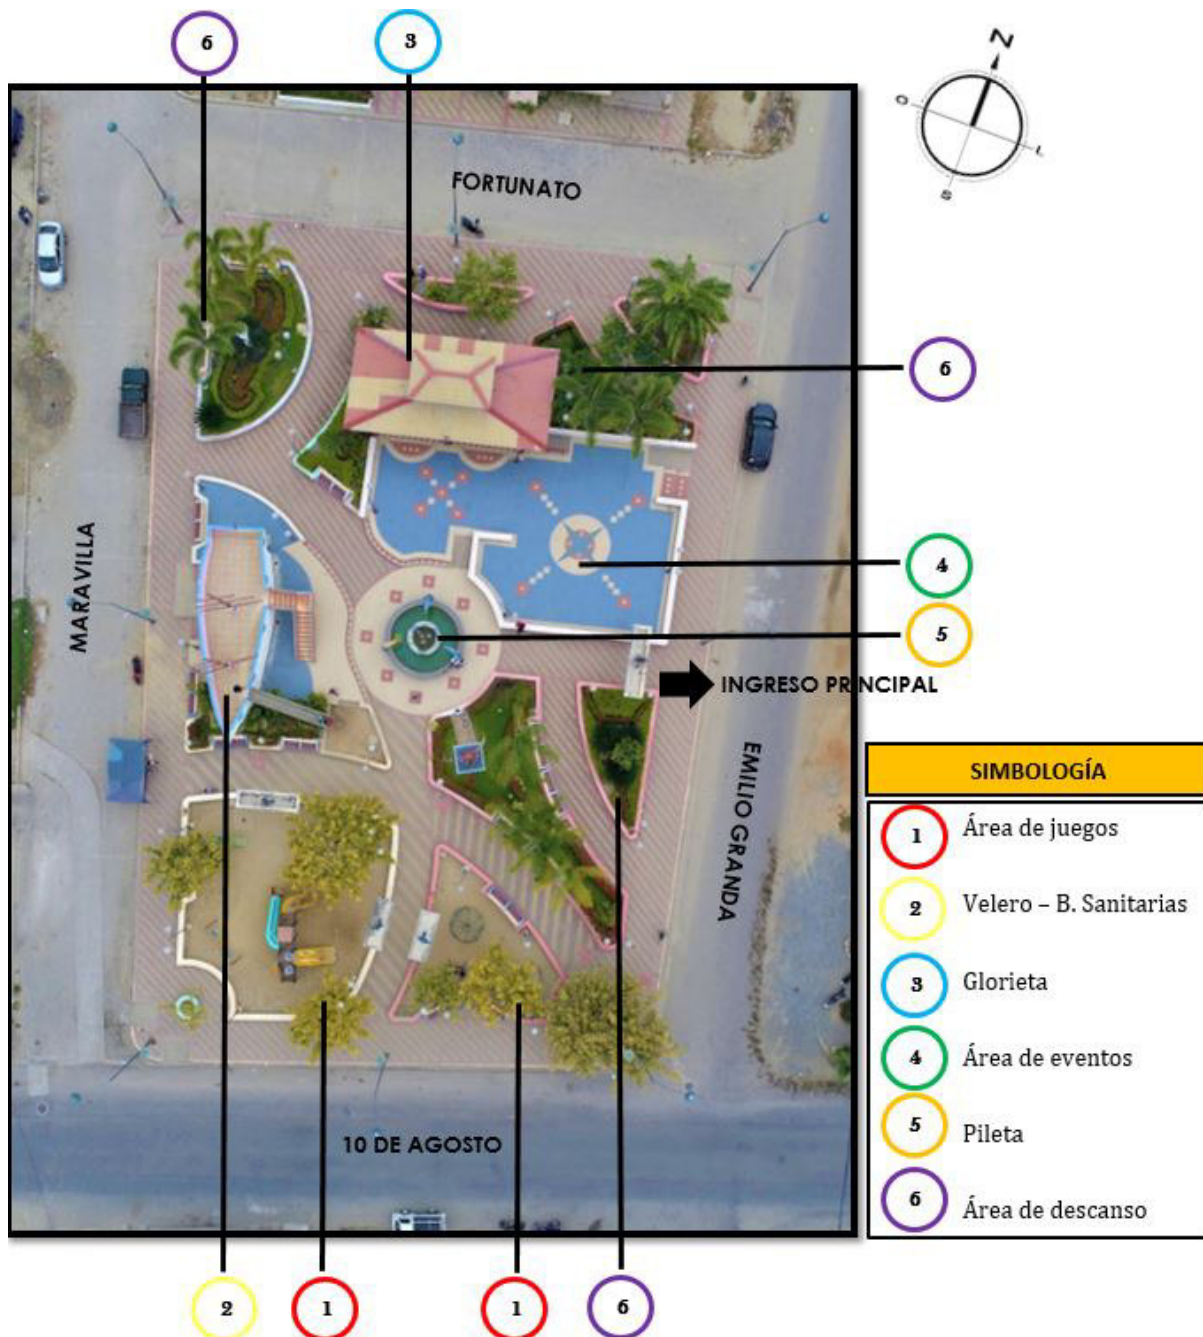 6
3
N
O
L
S
FORTUNATO
6
MARAVILLA
4
5
INGRESO PRINCIPAL
EMILIO GRANDA
SIMBOLOGÍA
1 Área de juegos
2 Velero – B. Sanitarias
3 Glorieta
4 Área de eventos
5 Pileta
6 Área de descanso
10 DE AGOSTO
2
1
1
6